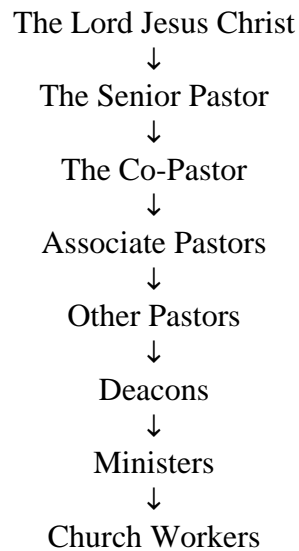 The Lord Jesus Christ
↓
The Senior Pastor
↓
The Co-Pastor
↓
Associate Pastors
↓
Other Pastors
↓
Deacons
↓
Ministers
↓
Church Workers